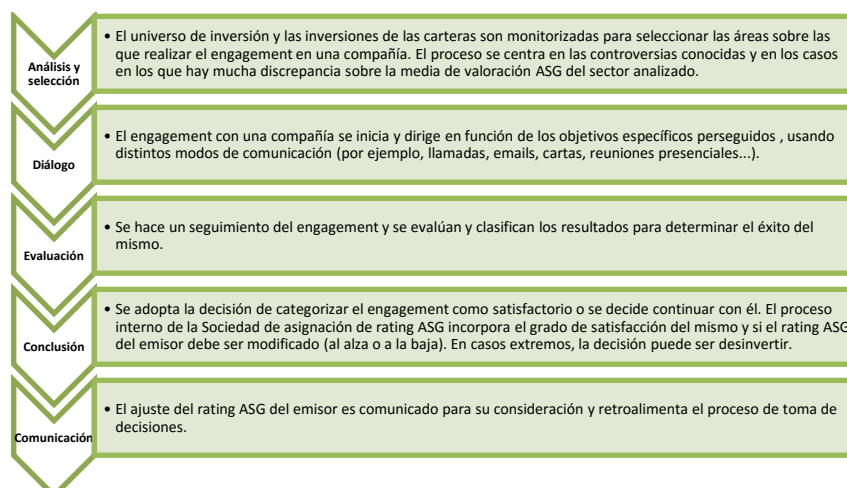 Análisis y
selección
• El universo de inversión y las inversiones de las carteras son monitorizadas para seleccionar las áreas sobre las
que realizar el engagement en una compañía. El proceso se centra en las controversias conocidas y en los casos
en los que hay mucha discrepancia sobre la media de valoración ASG del sector analizado.
Diálogo
• El engagement con una compañía se inicia y dirige en función de los objetivos específicos perseguidos , usando
distintos modos de comunicación (por ejemplo, llamadas, emails, cartas, reuniones presenciales...).
Evaluación
• Se hace un seguimiento del engagement y se evalúan y clasifican los resultados para determinar el éxito del
mismo.
Conclusión
• Se adopta la decisión de categorizar el engagement como satisfactorio o se decide continuar con él. El proceso
interno de la Sociedad de asignación de rating ASG incorpora el grado de satisfacción del mismo y si el rating ASG
del emisor debe ser modificado (al alza o a la baja). En casos extremos, la decisión puede ser desinvertir.
Comunicación
• El ajuste del rating ASG del emisor es comunicado para su consideración y retroalimenta el proceso de toma de
decisiones.